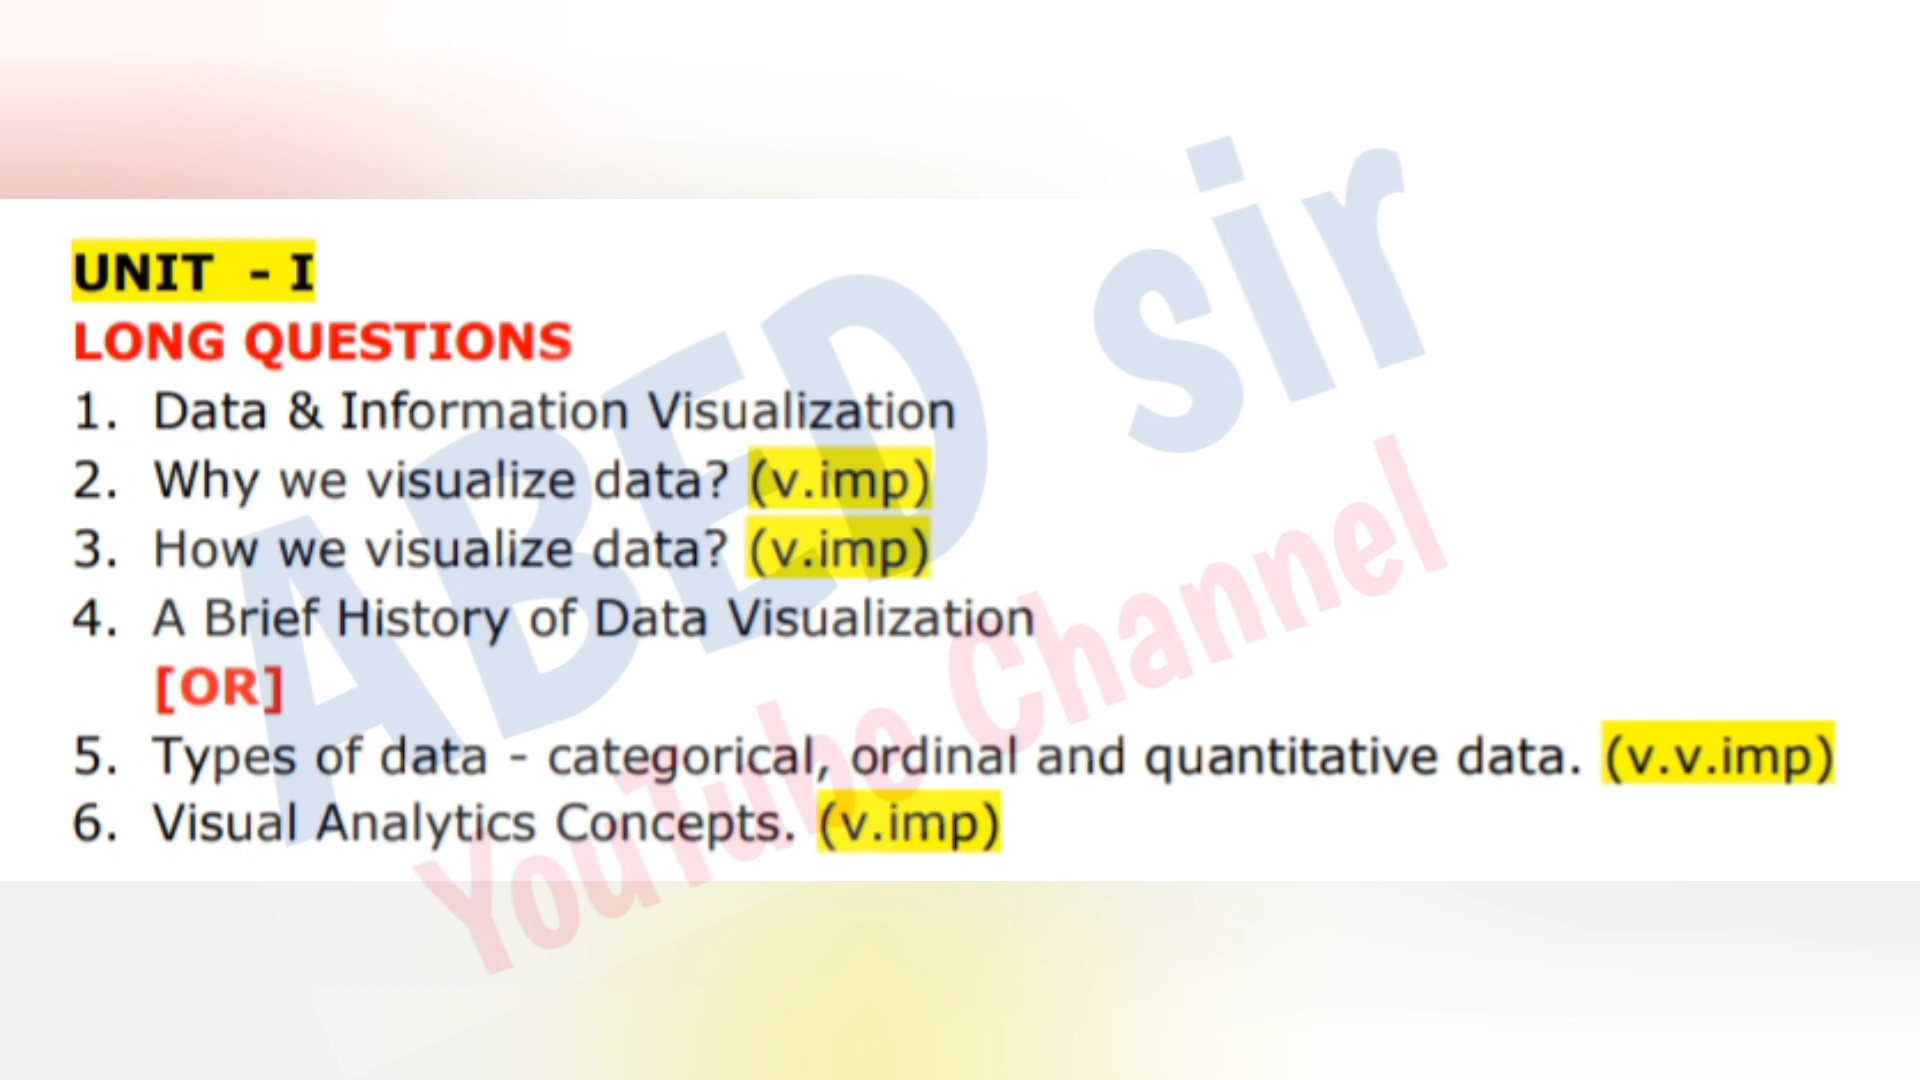 UNIT - I
LONG QUESTIONS
1. Data & Information Visualization
2. Why we visualize data? (v.imp)
3. How we visualize data? (v.imp)
4. A Brief History of Data Visualization
[OR]
5. Types of data - categorical, ordinal and quantitative data. (v.v.imp)
6. Visual Analytics Concepts. (v.imp)
ABED sir
YouTube Channel